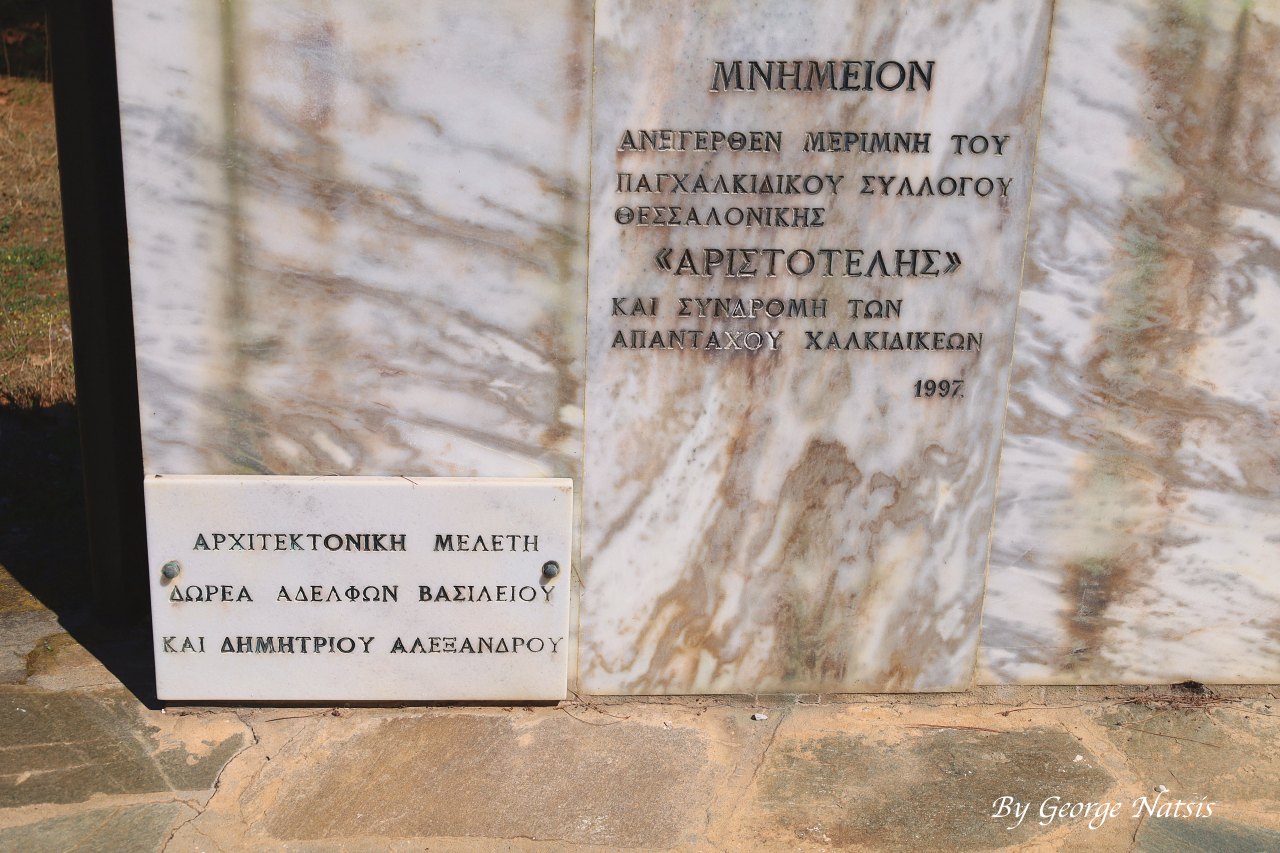 ΜΝΗΜΕΙΟΝ
ΑΝΕΓΕΡΘΕΝ ΜΕΡΙΜΝΗ ΤΟΥ
ΠΑΓΧΑΛΚΙΔΙΚΟΥ ΣΥΛΛΟΓΟΥ
ΘΕΣΣΑΛΟΝΙΚΗΣ
«ΑΡΙΣΤΟΤΕΛΗΣ»
ΚΑΙ ΣΥΝΔΡΟΜΗ ΤΩΝ
ΑΠΑΝΤΑΧΟΥ ΧΑΛΚΙΔΙΚΕΩΝ
1997.
ΑΡΧΙΤΕΚΤΟΝΙΚΗ ΜΕΛΕΤΗ
ΔΩΡΕΑ ΑΔΕΛΦΩΝ ΒΑΣΙΛΕΙΟΥ
ΚΑΙ ΔΗΜΗΤΡΙΟΥ ΑΛΕΞΑΝΔΡΟΥ
By George Natsis